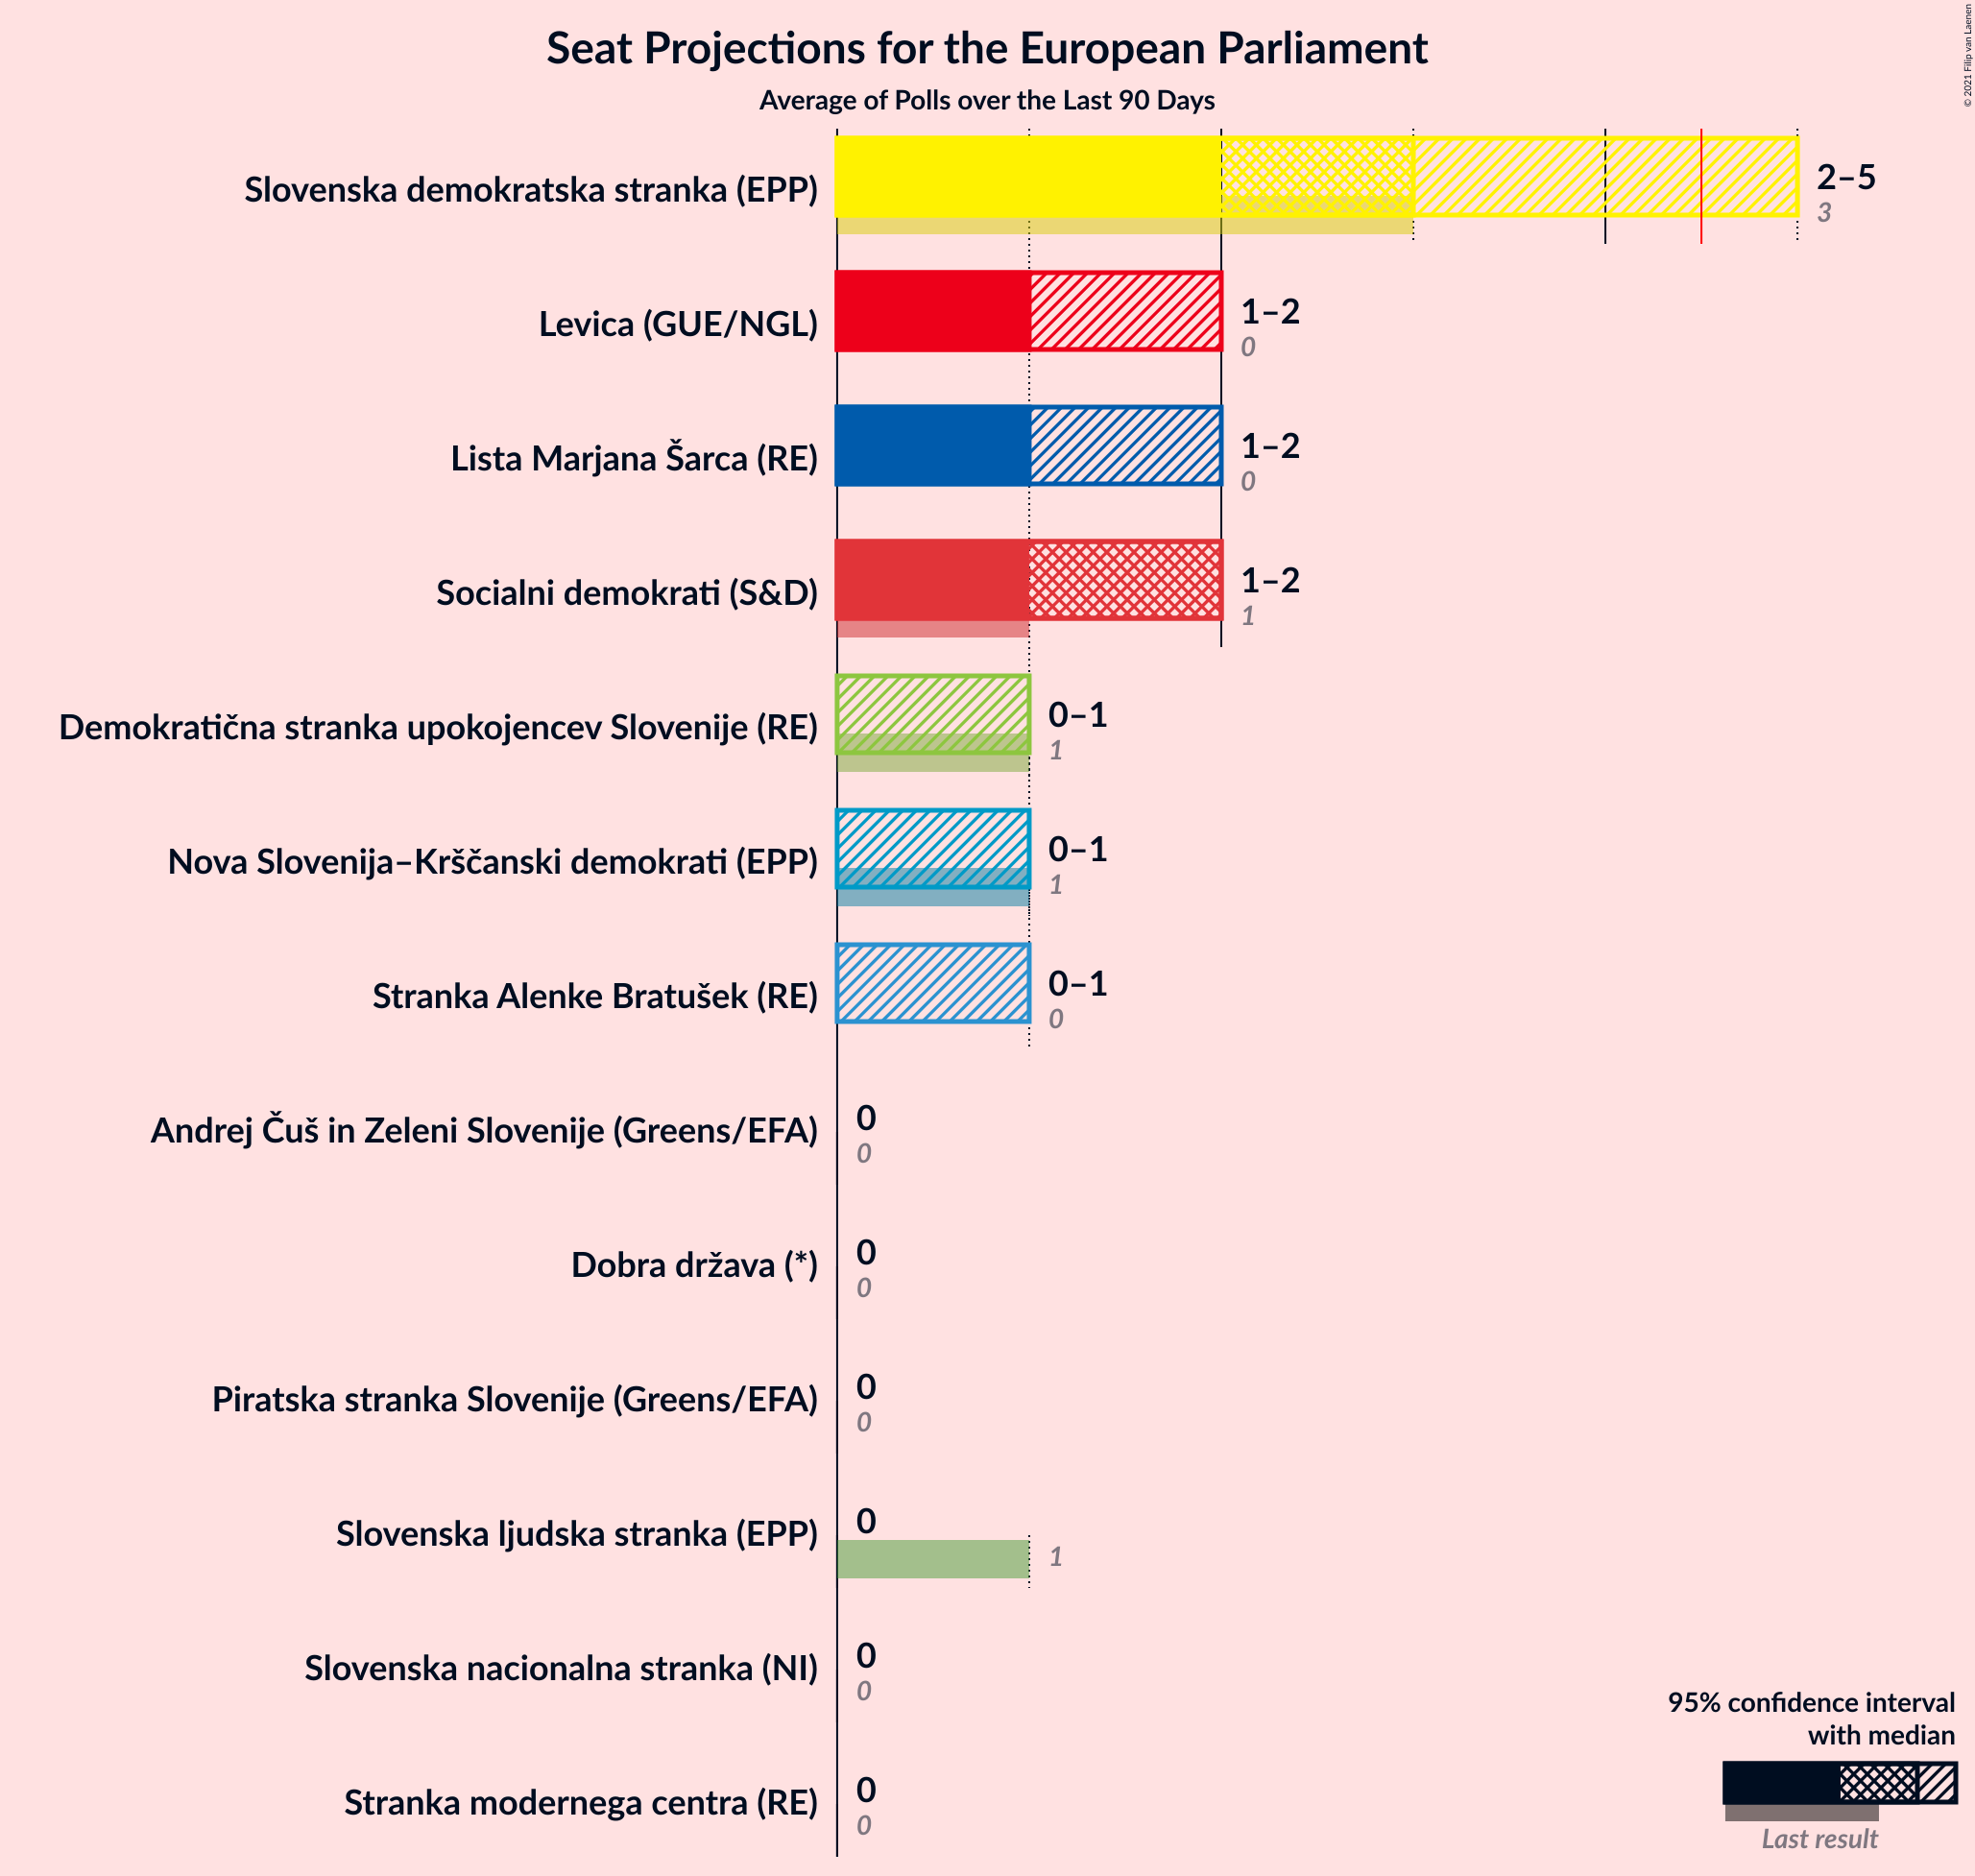 Seat Projections for the European Parliament
Average of Polls over the Last 90 Days
© 2021 Filip van Laenen
Slovenska demokratska stranka (EPP)
2–5
3
Levica (GUE/NGL)
1–2
0
Lista Marjana Šarca (RE)
1–2
0
Socialni demokrati (S&D)
1–2
1
Demokratična stranka upokojencev Slovenije (RE)
0–1
1
Nova Slovenija–Krščanski demokrati (EPP)
0–1
1
Stranka Alenke Bratušek (RE)
0–1
0
Andrej Čuš in Zeleni Slovenije (Greens/EFA)
0
0
Dobra država (*)
0
0
Piratska stranka Slovenije (Greens/EFA)
0
0
Slovenska ljudska stranka (EPP)
0
1
Slovenska nacionalna stranka (NI)
0
0
Stranka modernega centra (RE)
0
0
95% confidence interval
with median
Last result